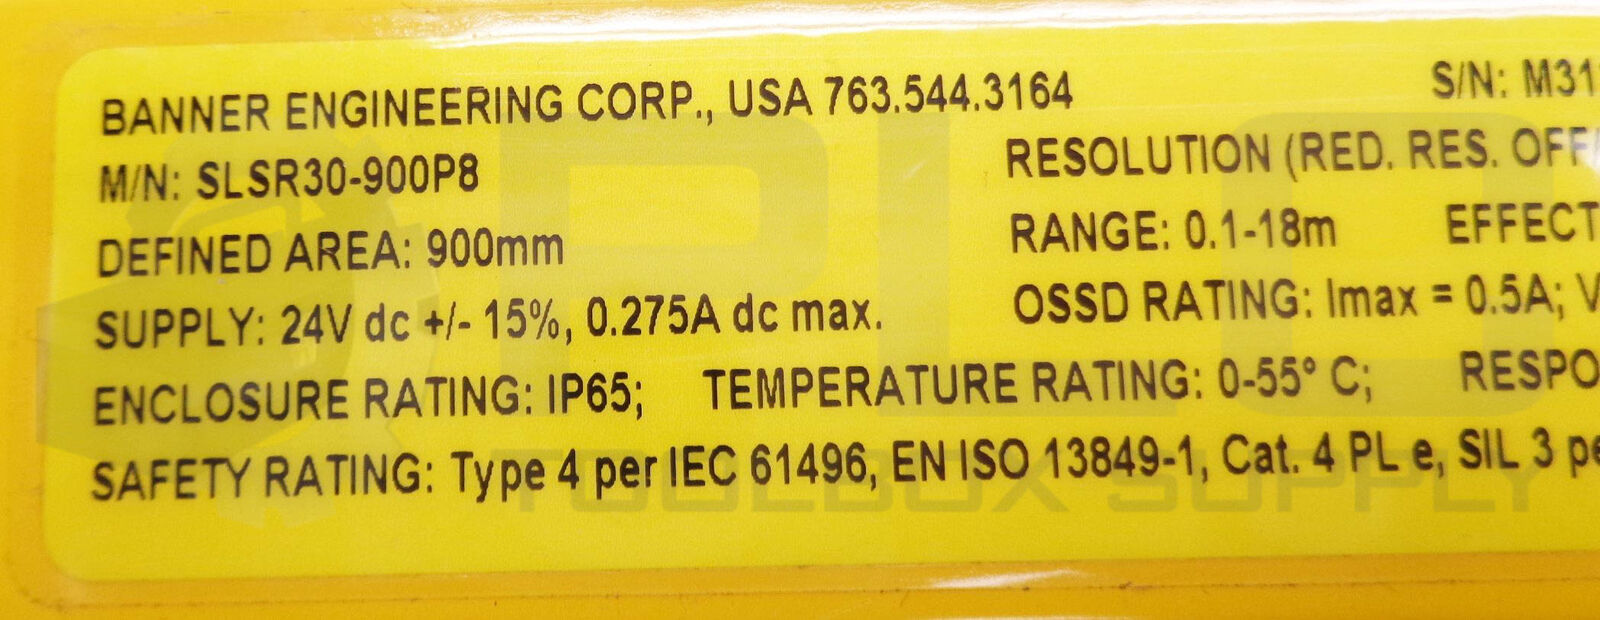 BANNER ENGINEERING CORP., USA 763.544.3164 S/N: M31
M/N: SLSR30-900P8 RESOLUTION (RED. RES. OFF/
DEFINED AREA: 900mm RANGE: 0.1-18m EFFECT
SUPPLY: 24V dc +/- 15%, 0.275A dc max. OSSD RATING: Imax = 0.5A; V
ENCLOSURE RATING: IP65; TEMPERATURE RATING: 0-55° C; RESPO
SAFETY RATING: Type 4 per IEC 61496, EN ISO 13849-1, Cat. 4 PL e, SIL 3 pe
PLC
TOOLBOX SUPPLY